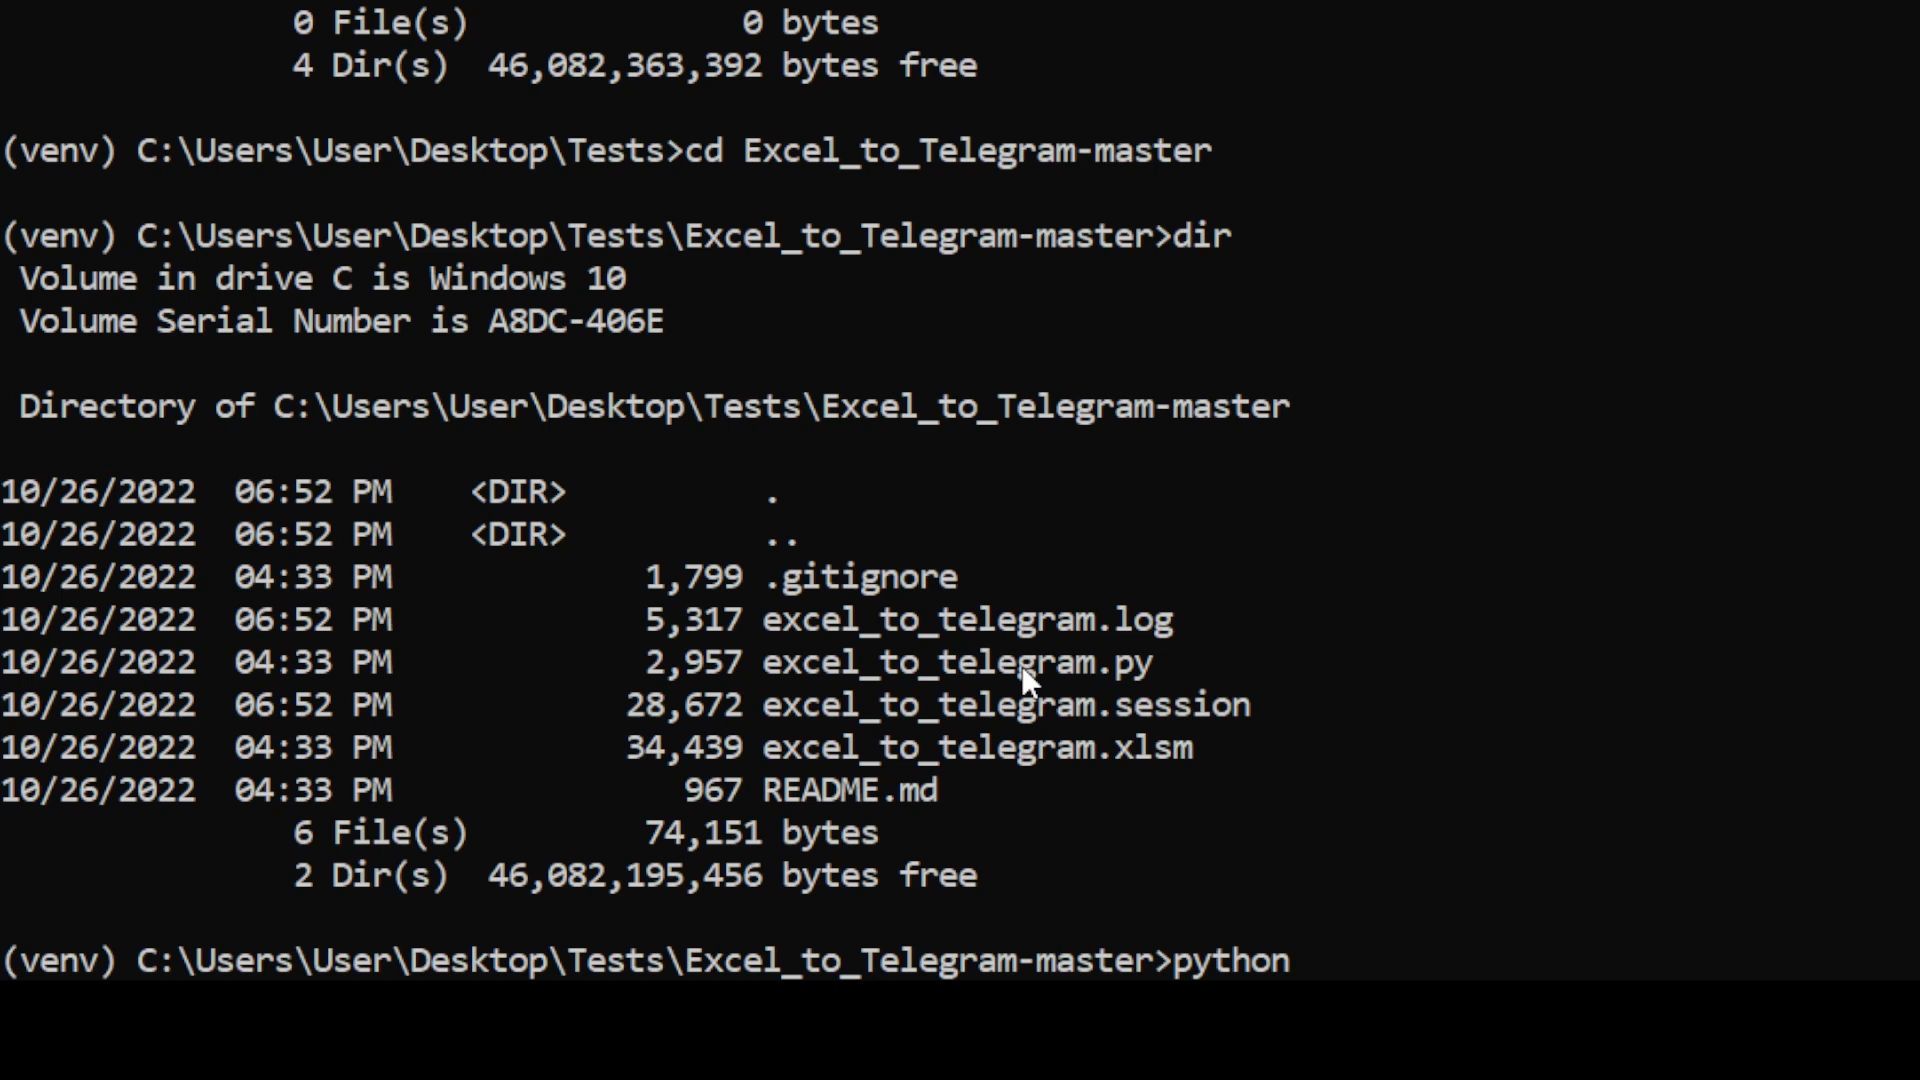 0 File(s) 0 bytes
4 Dir(s) 46,082,363,392 bytes free
(venv) C:\Users\User\Desktop\Tests>cd Excel_to_Telegram-master
(venv) C:\Users\User\Desktop\Tests\Excel_to_Telegram-master>dir
Volume in drive C is Windows 10
Volume Serial Number is A8DC-406E
Directory of C:\Users\User\Desktop\Tests\Excel_to_Telegram-master
10/26/2022 06:52 PM <DIR> .
10/26/2022 06:52 PM <DIR> ..
10/26/2022 04:33 PM 1,799 .gitignore
10/26/2022 06:52 PM 5,317 excel_to_telegram.log
10/26/2022 04:33 PM 2,957 excel_to_telegram.py
10/26/2022 06:52 PM 28,672 excel_to_telegram.session
10/26/2022 04:33 PM 34,439 excel_to_telegram.xlsm
10/26/2022 04:33 PM 967 README.md
6 File(s) 74,151 bytes
2 Dir(s) 46,082,195,456 bytes free
(venv) C:\Users\User\Desktop\Tests\Excel_to_Telegram-master>python